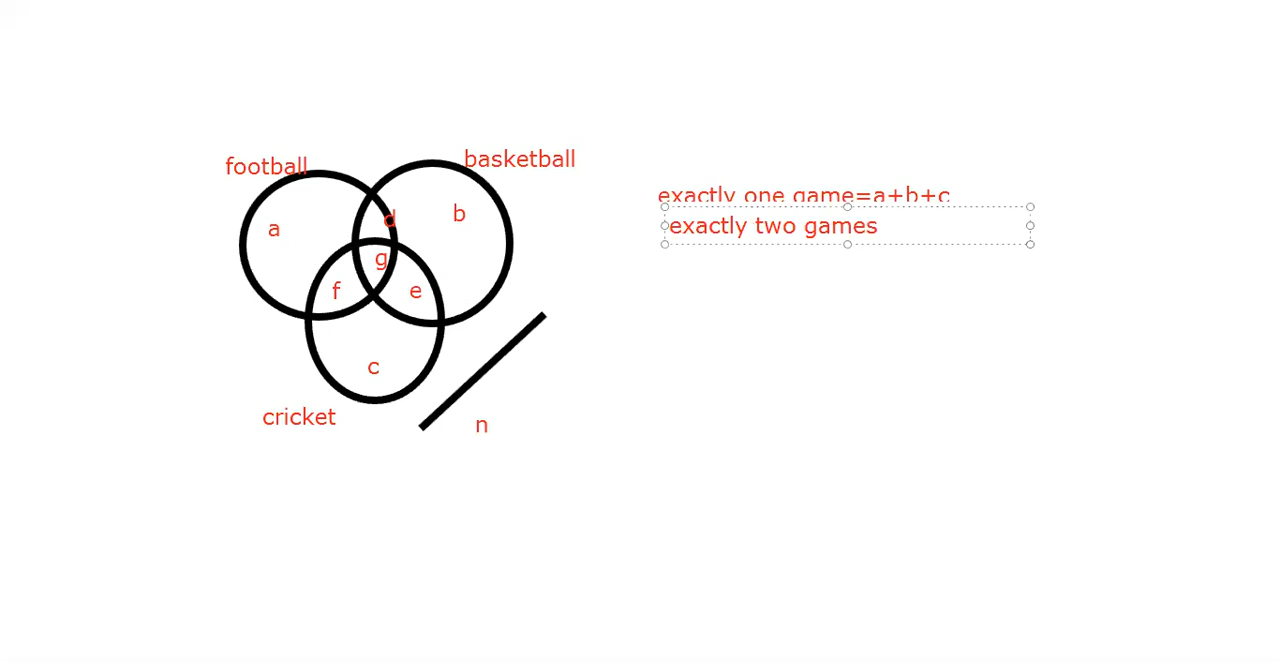 football
basketball
a
d
b
g
f
e
c
cricket
n
exactly one game=a+b+c
exactly two games